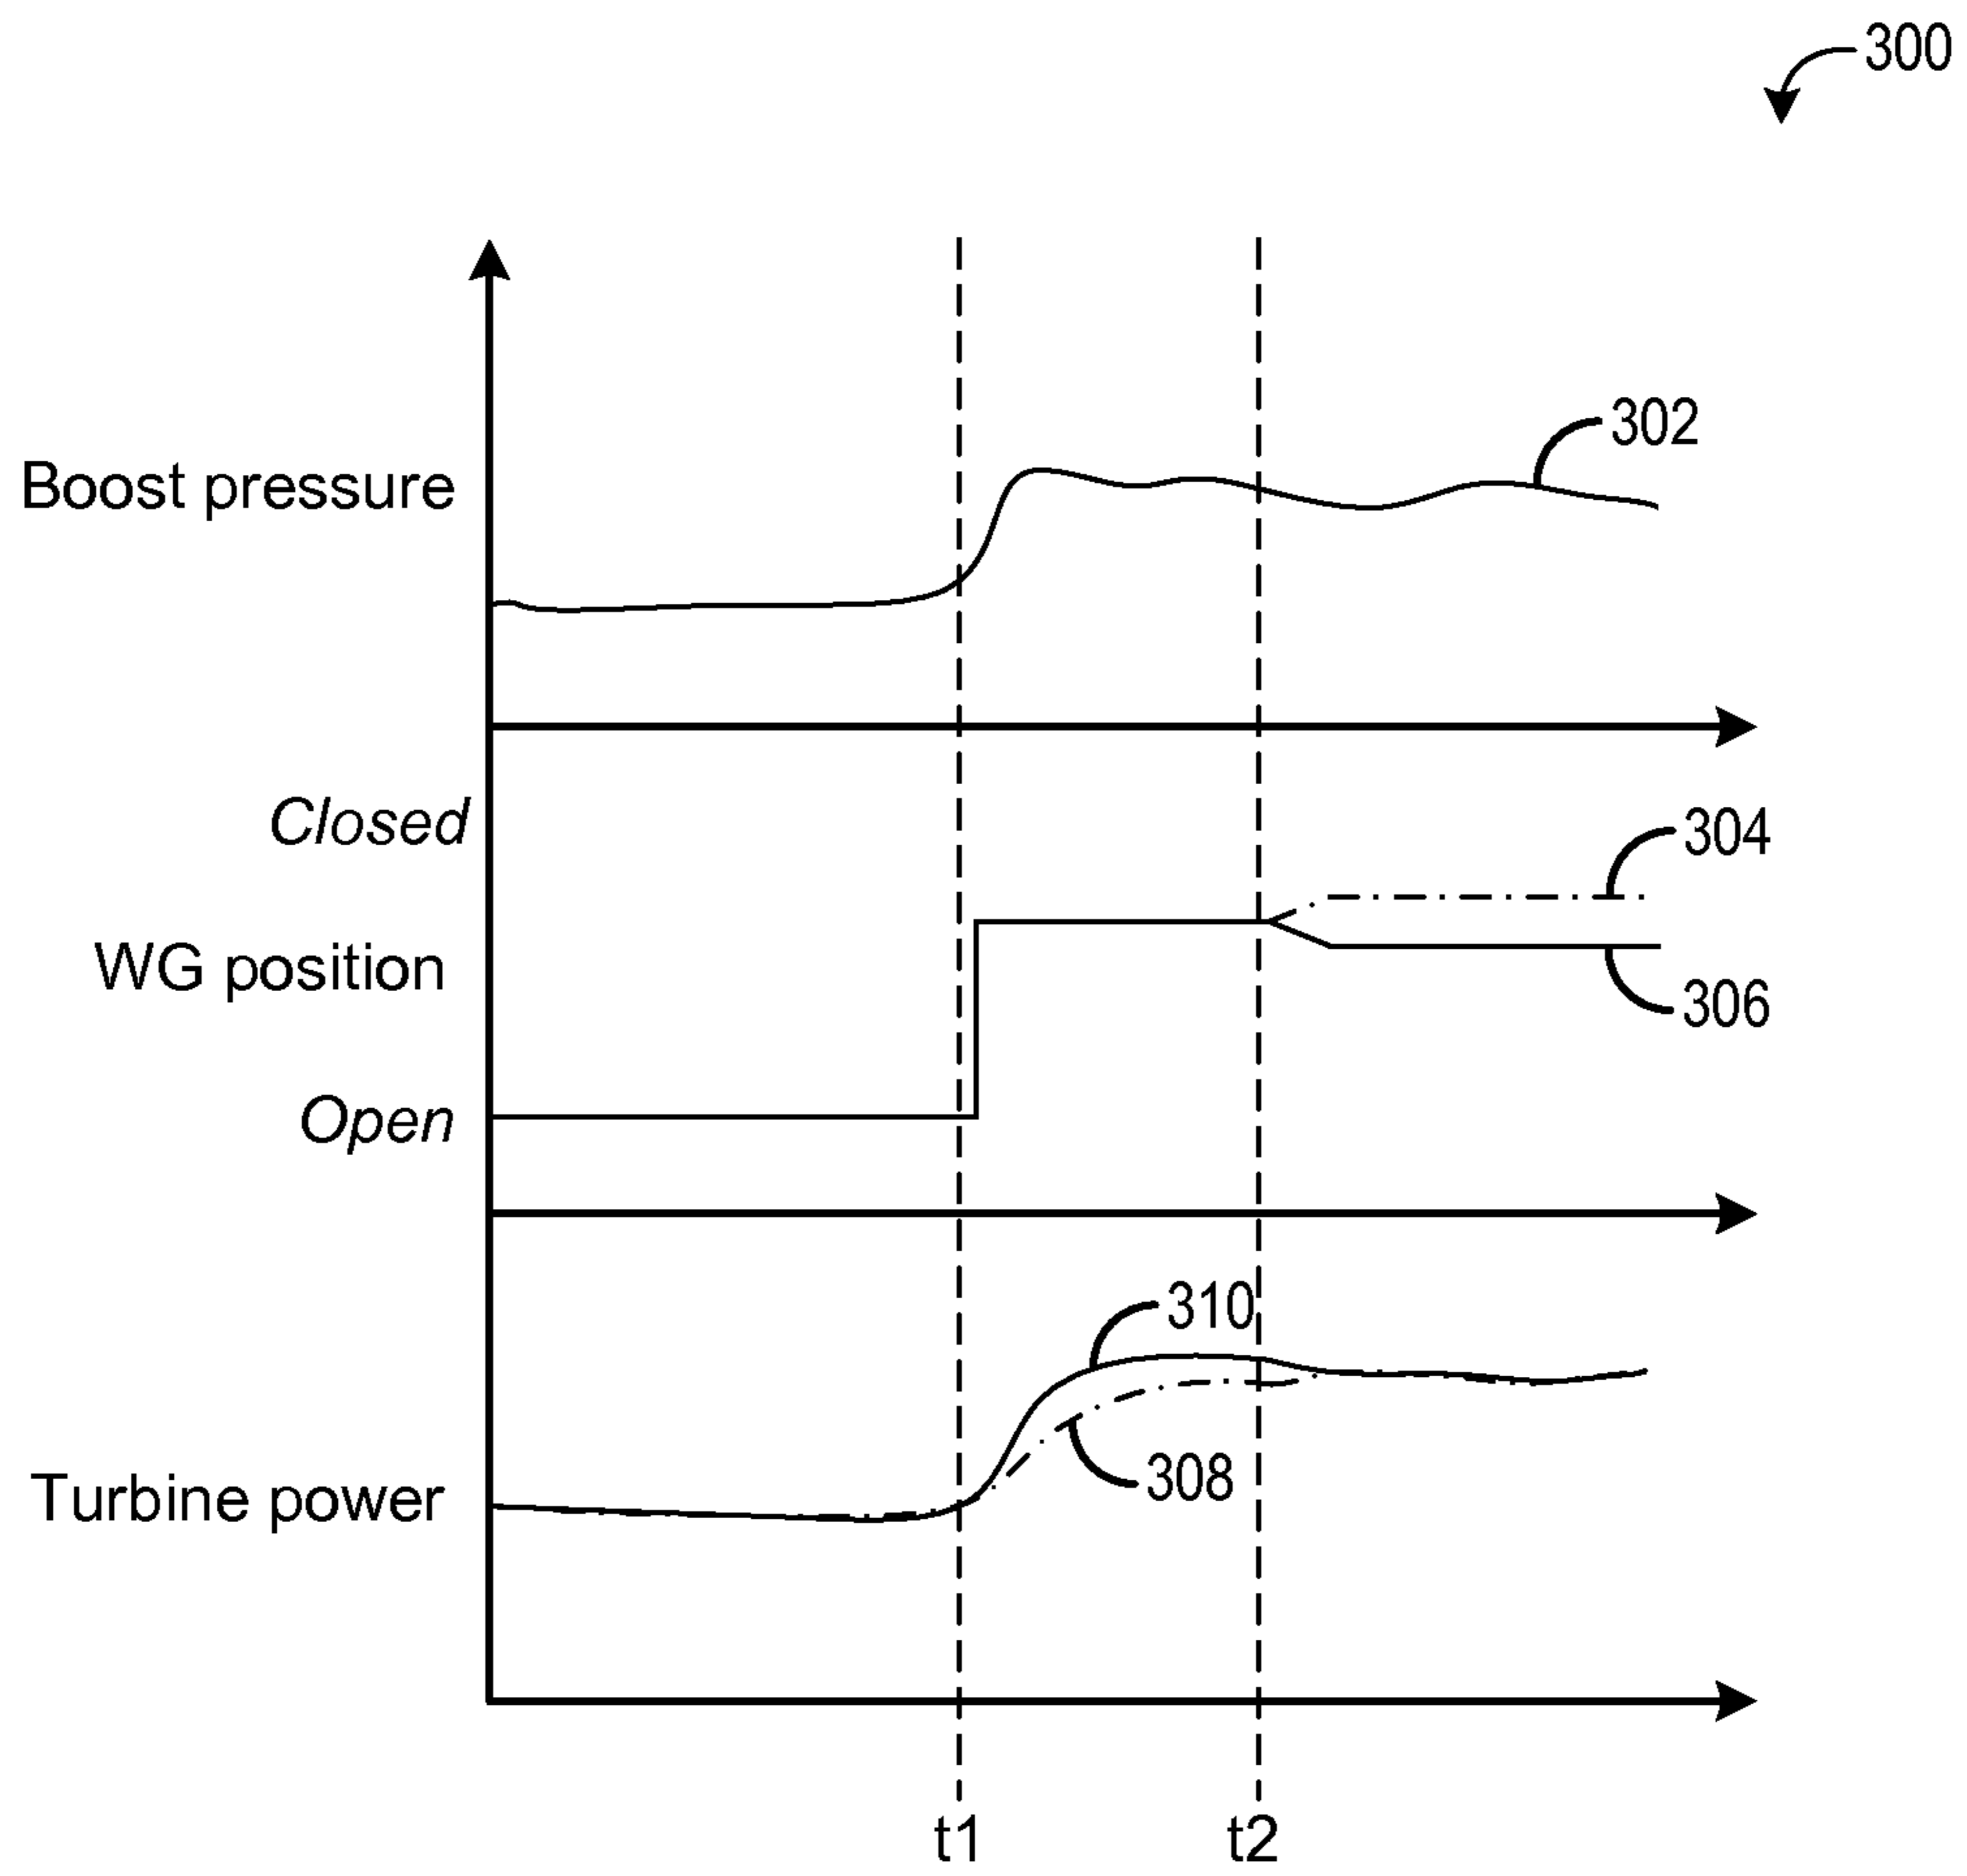 300
302
Boost pressure
Closed
304
WG position
306
Open
310
308
Turbine power
t1
t2